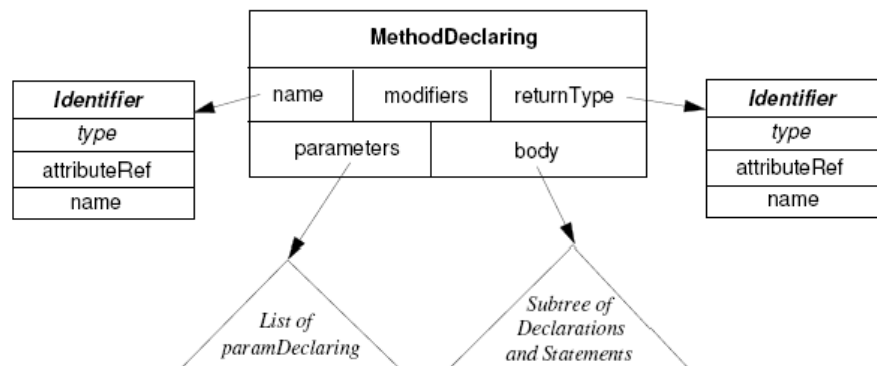 MethodDeclaring
name modifiers returnType
parameters body
Identifier
type
attributeRef
name
Identifier
type
attributeRef
name
List of
paramDeclaring
Subtree of
Declarations
and Statements